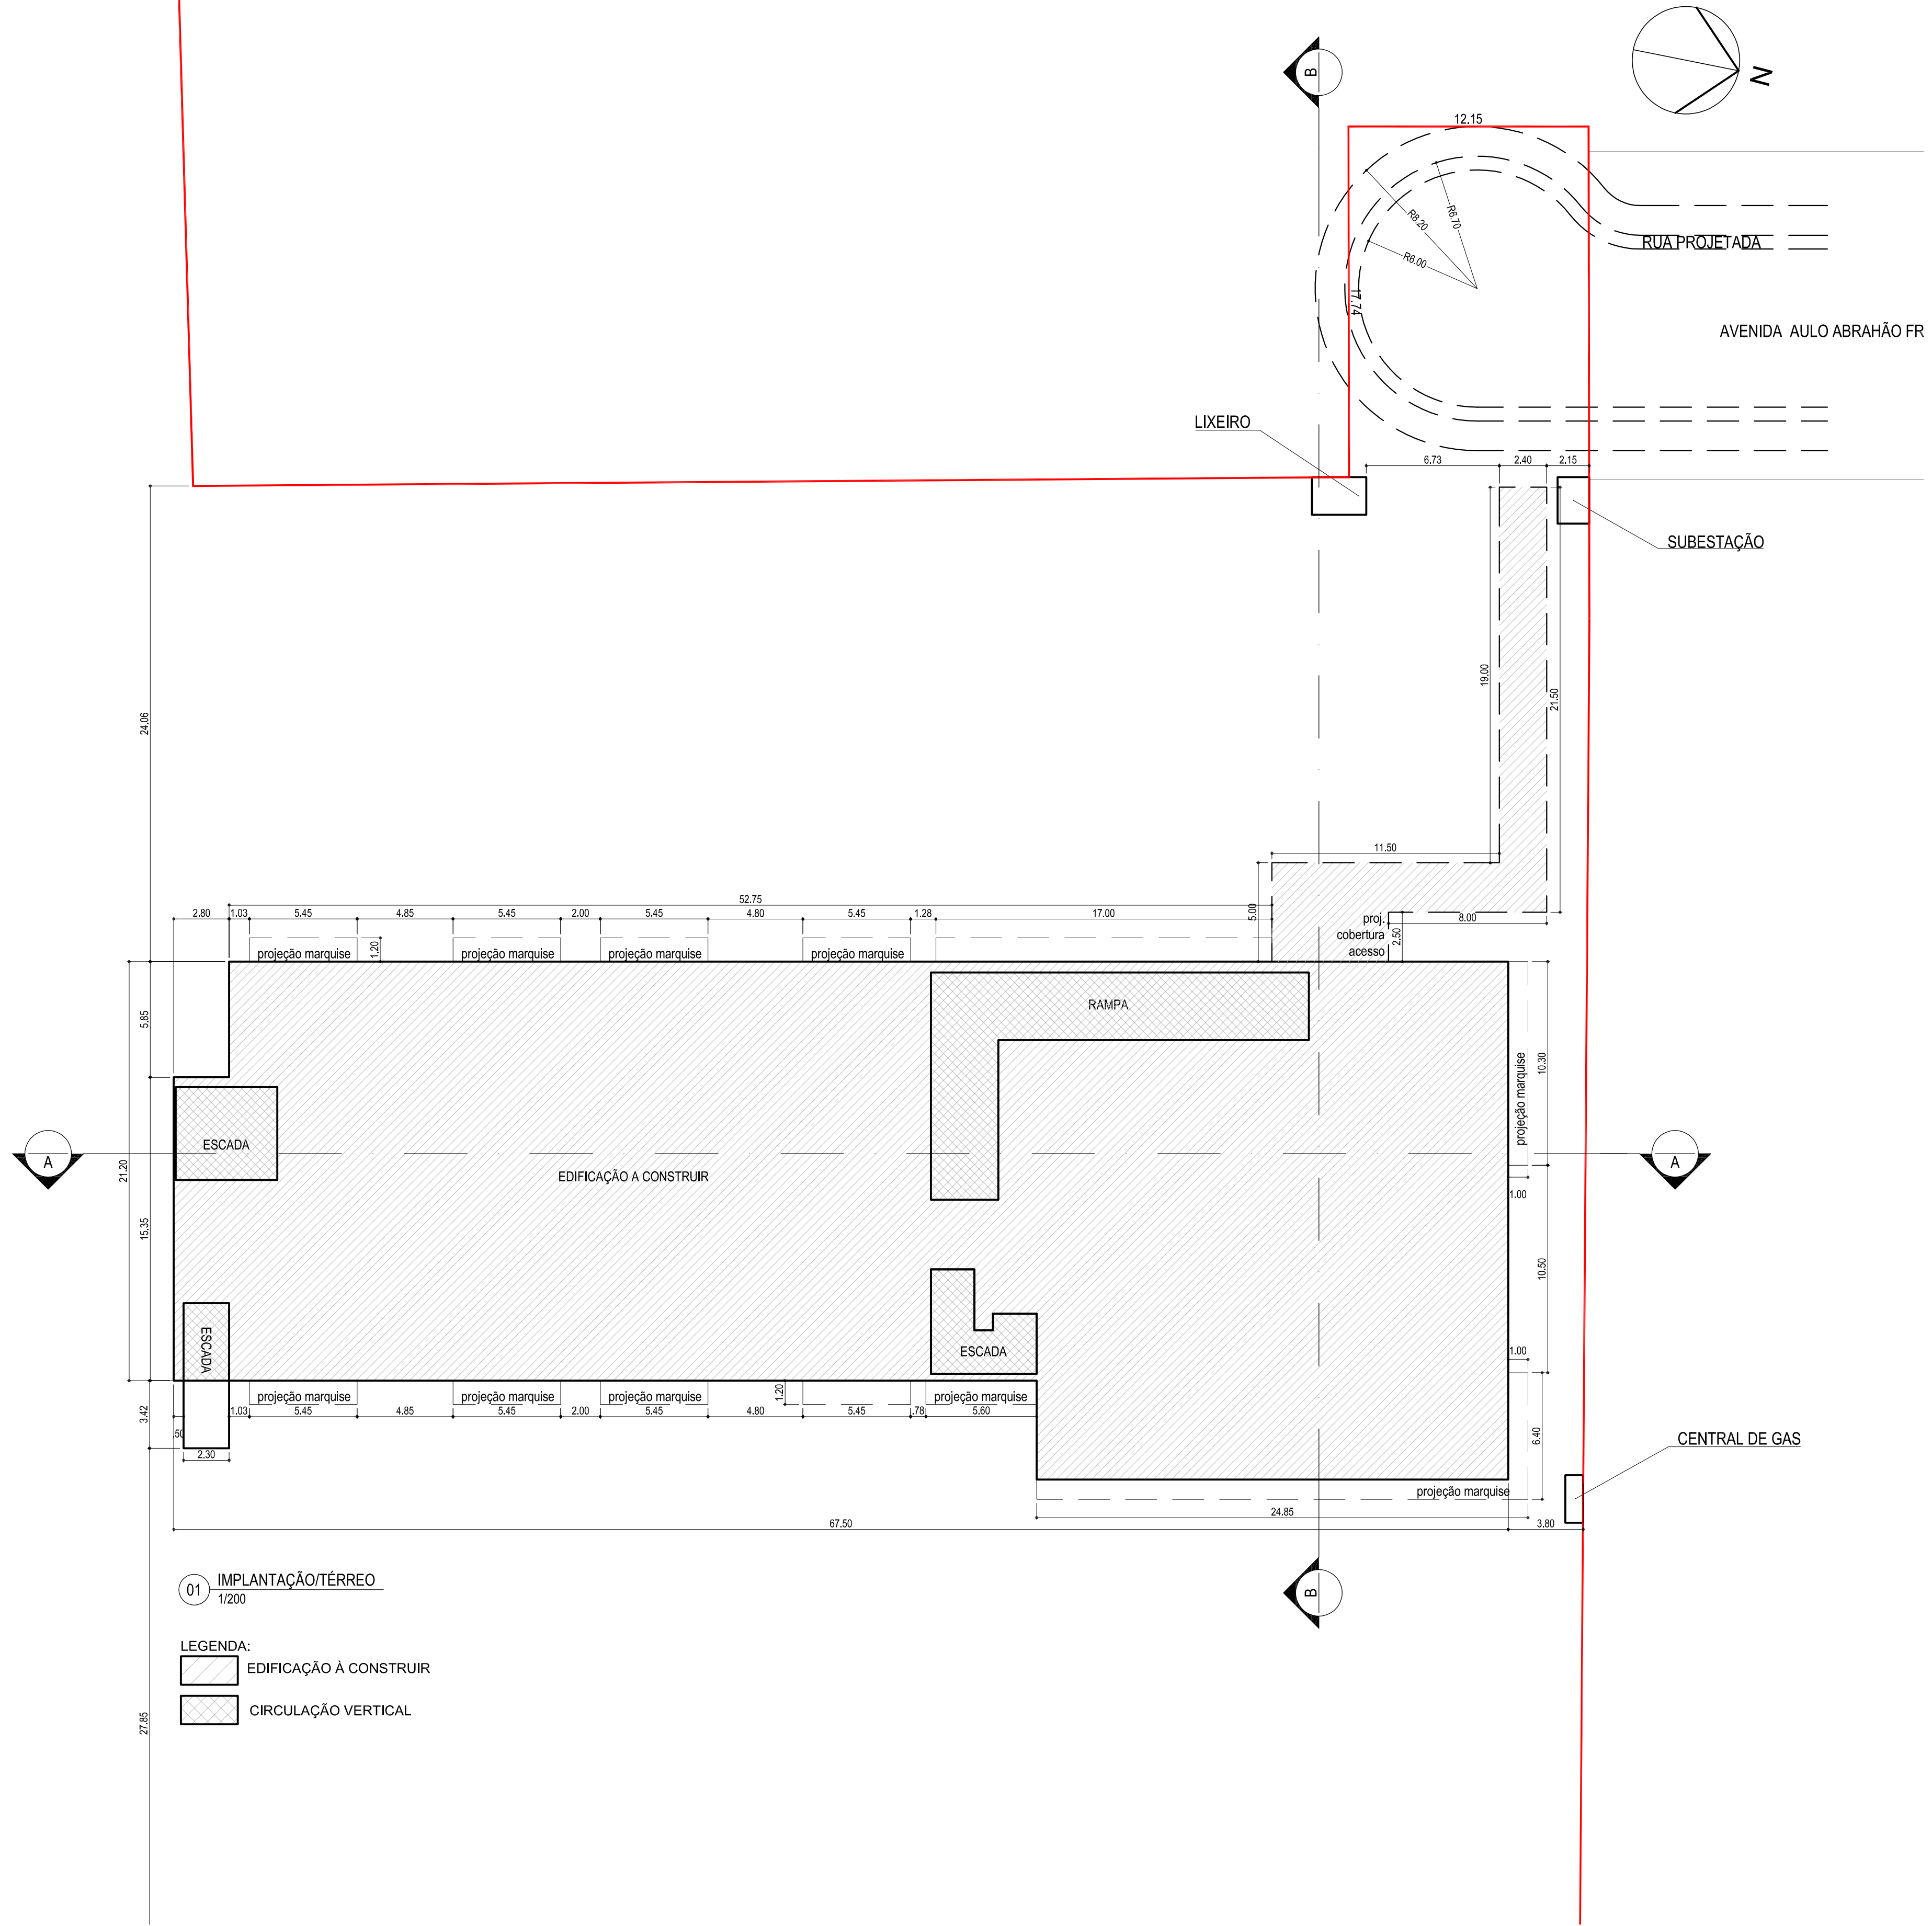 B
N
12.15
R8.20
R6.70
R6.00
17.74
RUA PROJETADA
AVENIDA AULO ABRAHÃO FR
LIXEIRO
6.73
2.40
2.15
SUBESTAÇÃO
24.06
19.00
21.50
11.50
52.75
2.80
1.03
5.45
4.85
5.45
2.00
5.45
4.80
5.45
1.28
17.00
5.00
8.00
2.50
proj.
cobertura
acesso
projeção marquise
1.20
projeção marquise
projeção marquise
projeção marquise
5.85
RAMPA
projeção marquise
10.30
A
21.20
ESCADA
EDIFICAÇÃO A CONSTRUIR
A
1.00
15.35
10.50
ESCADA
ESCADA
1.00
projeção marquise
projeção marquise
projeção marquise
1.20
projeção marquise
3.42
1.03
5.45
4.85
5.45
2.00
5.45
4.80
5.45
.78
5.60
6.40
.50
2.30
CENTRAL DE GAS
projeção marquise
24.85
67.50
3.80
01
IMPLANTAÇÃO/TÉRREO
1/200
B
LEGENDA:
EDIFICAÇÃO À CONSTRUIR
CIRCULAÇÃO VERTICAL
27.85